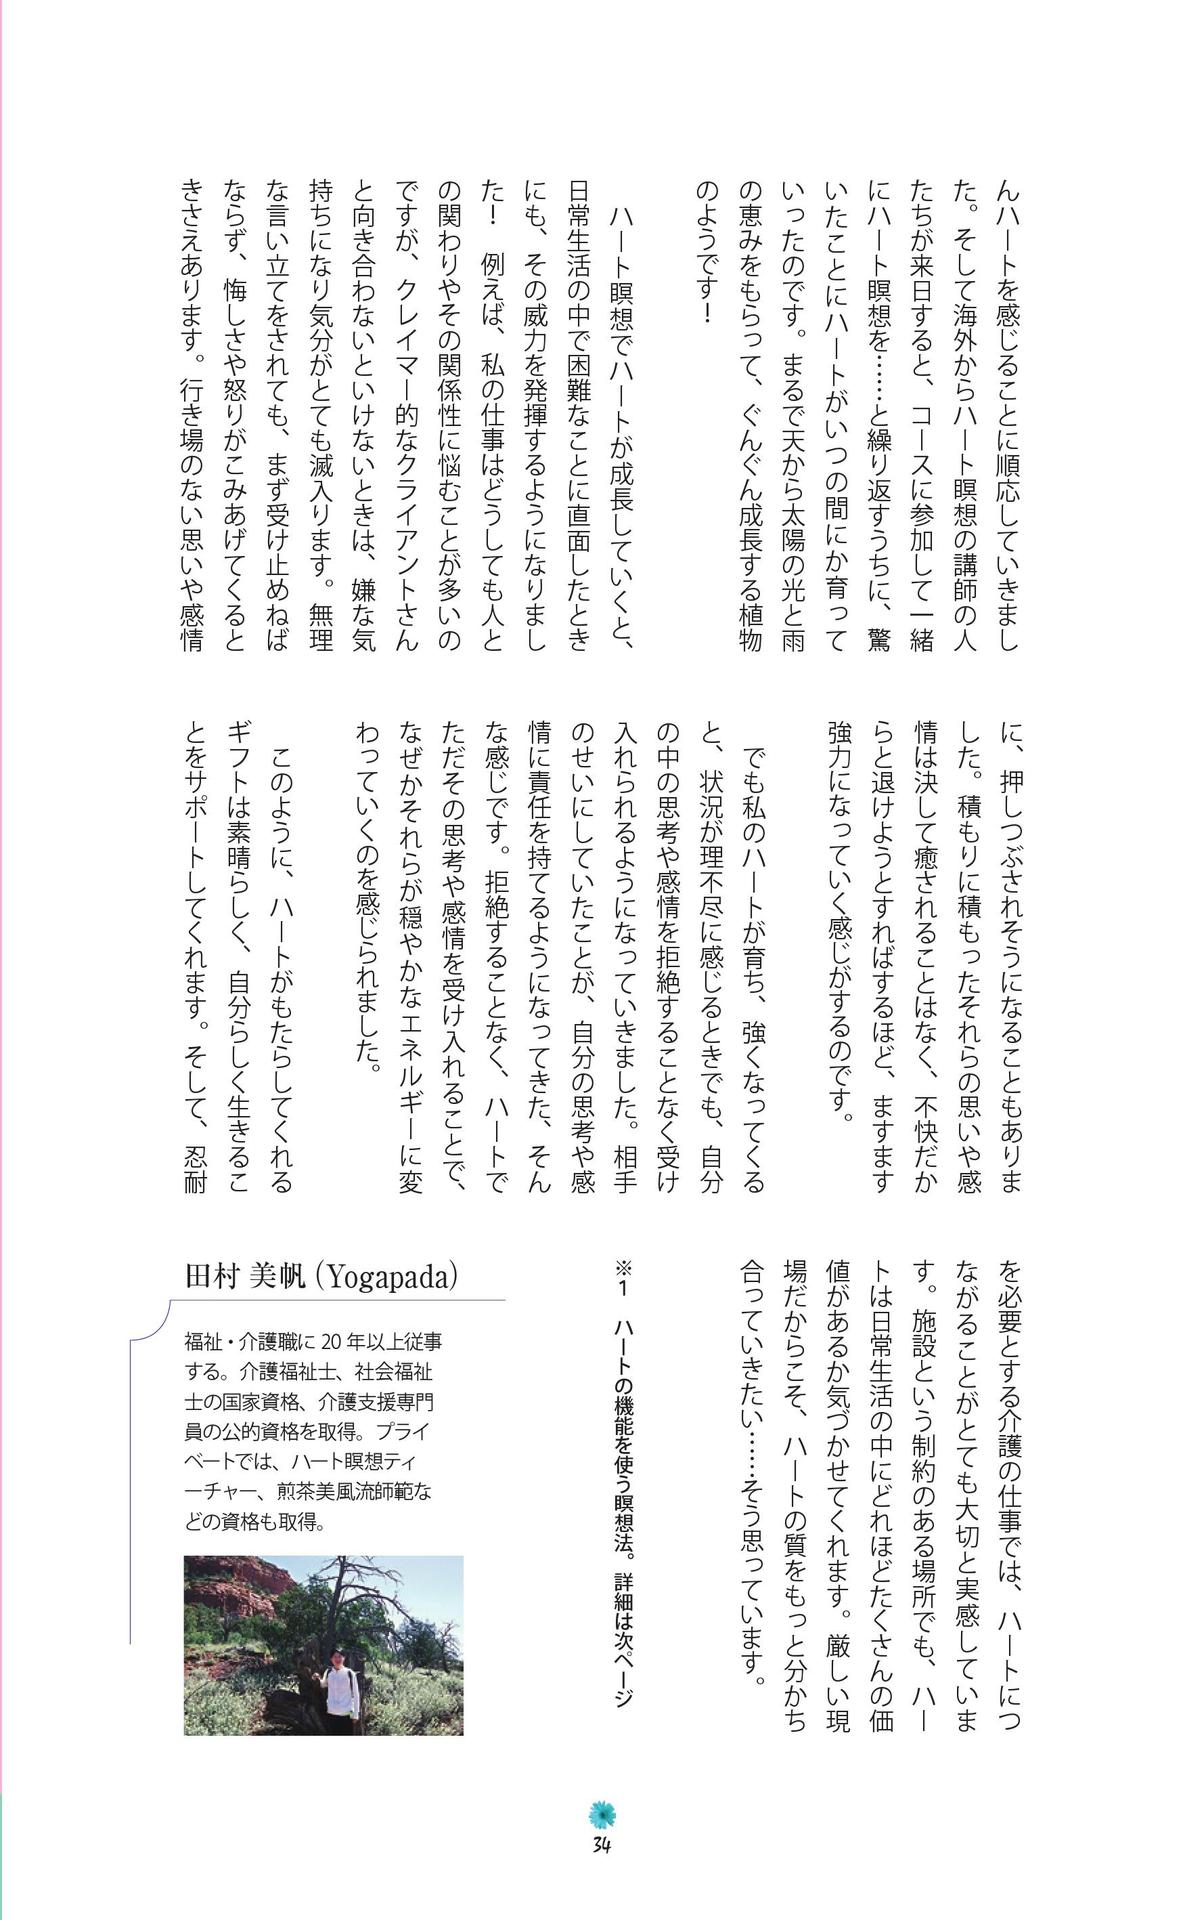 んハートを感じることに順応していきまし
た。そして海外からハート瞑想の講師の人
たちが来日すると、コースに参加して一緒
にハート瞑想を……と繰り返すうちに、驚
いたことにハートがいつの間にか育って
いったのです。まるで天から太陽の光と雨
の恵みをもらって、ぐんぐん成長する植物
のようです！
ハート瞑想でハートが成長していくと、
日常生活の中で困難なことに直面したとき
にも、その威力を発揮するようになりまし
た！　例えば、私の仕事はどうしても人と
の関わりやその関係性に悩むことが多いの
ですが、クレイマー的なクライアントさん
と向き合わないといけないときは、嫌な気
持ちになり気分がとても滅入ります。無理
な言い立てをされても、まず受け止めねば
ならず、悔しさや怒りがこみあげてくると
きさえあります。行き場のない思いや感情
に、押しつぶされそうになることもありま
した。積もりに積もったそれらの思いや感
情は決して癒されることはなく、不快だか
らと退けようとすればするほど、ますます
強力になっていく感じがするのです。
でも私のハートが育ち、強くなってくる
と、状況が理不尽に感じるときでも、自分
の中の思考や感情を拒絶することなく受け
入れられるようになっていきました。相手
のせいにしていたことが、自分の思考や感
情に責任を持てるようになってきた、そん
な感じです。拒絶することなく、ハートで
ただその思考や感情を受け入れることで、
なぜかそれらが穏やかなエネルギーに変
わっていくのを感じられました。
このように、ハートがもたらしてくれる
ギフトは素晴らしく、自分らしく生きるこ
とをサポートしてくれます。そして、忍耐
を必要とする介護の仕事では、ハートにつ
ながることがとても大切と実感していま
す。施設という制約のある場所でも、ハー
トは日常生活の中にどれほどたくさんの価
値があるか気づかせてくれます。厳しい現
場だからこそ、ハートの質をもっと分かち
合っていきたい……そう思っています。
※1　ハートの機能を使う瞑想法。詳細は次ページ
田村 美帆（Yogapada）
福祉・介護職に 20 年以上従事
する。介護福祉士、社会福祉
士の国家資格、介護支援専門
員の公的資格を取得。プライ
ベートでは、ハート瞑想ティ
ーチャー、煎茶美風流師範な
どの資格も取得。
34